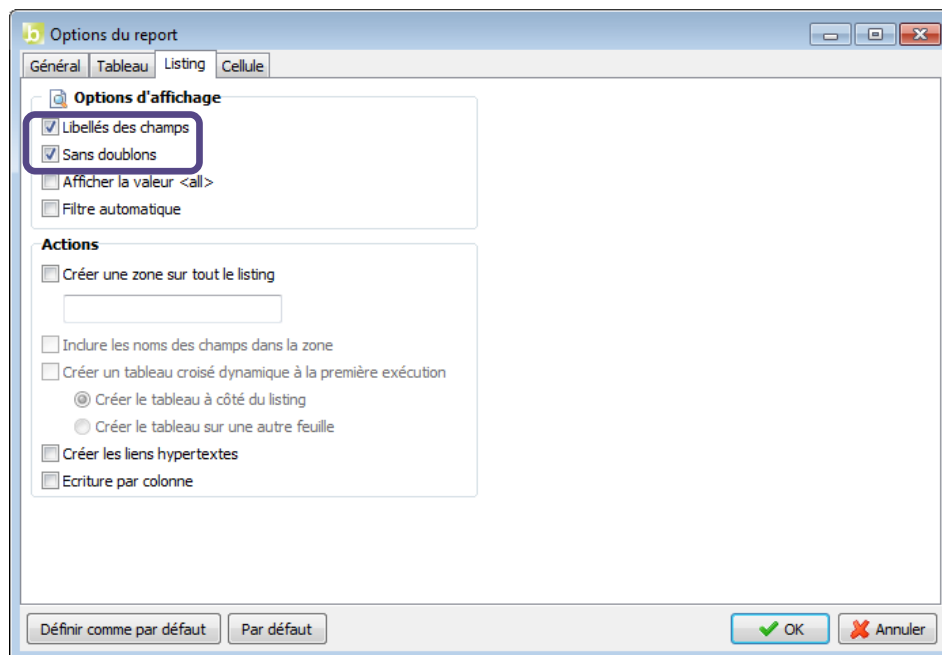 Options du report
Général Tableau Listing Cellule
Options d'affichage
Libellés des champs
Sans doublons
Afficher la valeur <all>
Filtre automatique
Actions
Créer une zone sur tout le listing
Inclure les noms des champs dans la zone
Créer un tableau croisé dynamique à la première exécution
Créer le tableau à côté du listing
Créer le tableau sur une autre feuille
Créer les liens hypertextes
Ecriture par colonne
Définir comme par défaut Par défaut OK Annuler